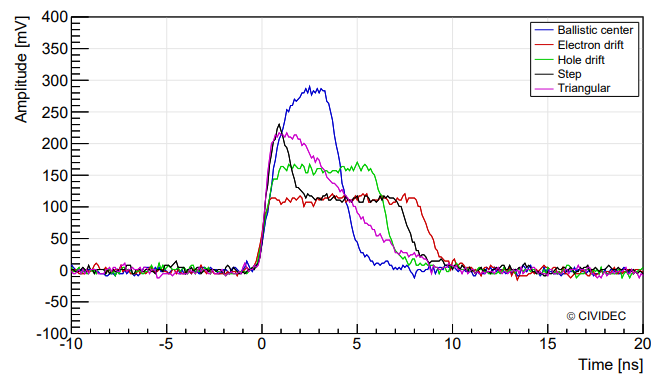 Amplitude [mV]
400
350
300
250
200
150
100
50
0
-50
-100
Ballistic center
Electron drift
Hole drift
Step
Triangular
© CIVIDEC
-10 -5 0 5 10 15 20
Time [ns]